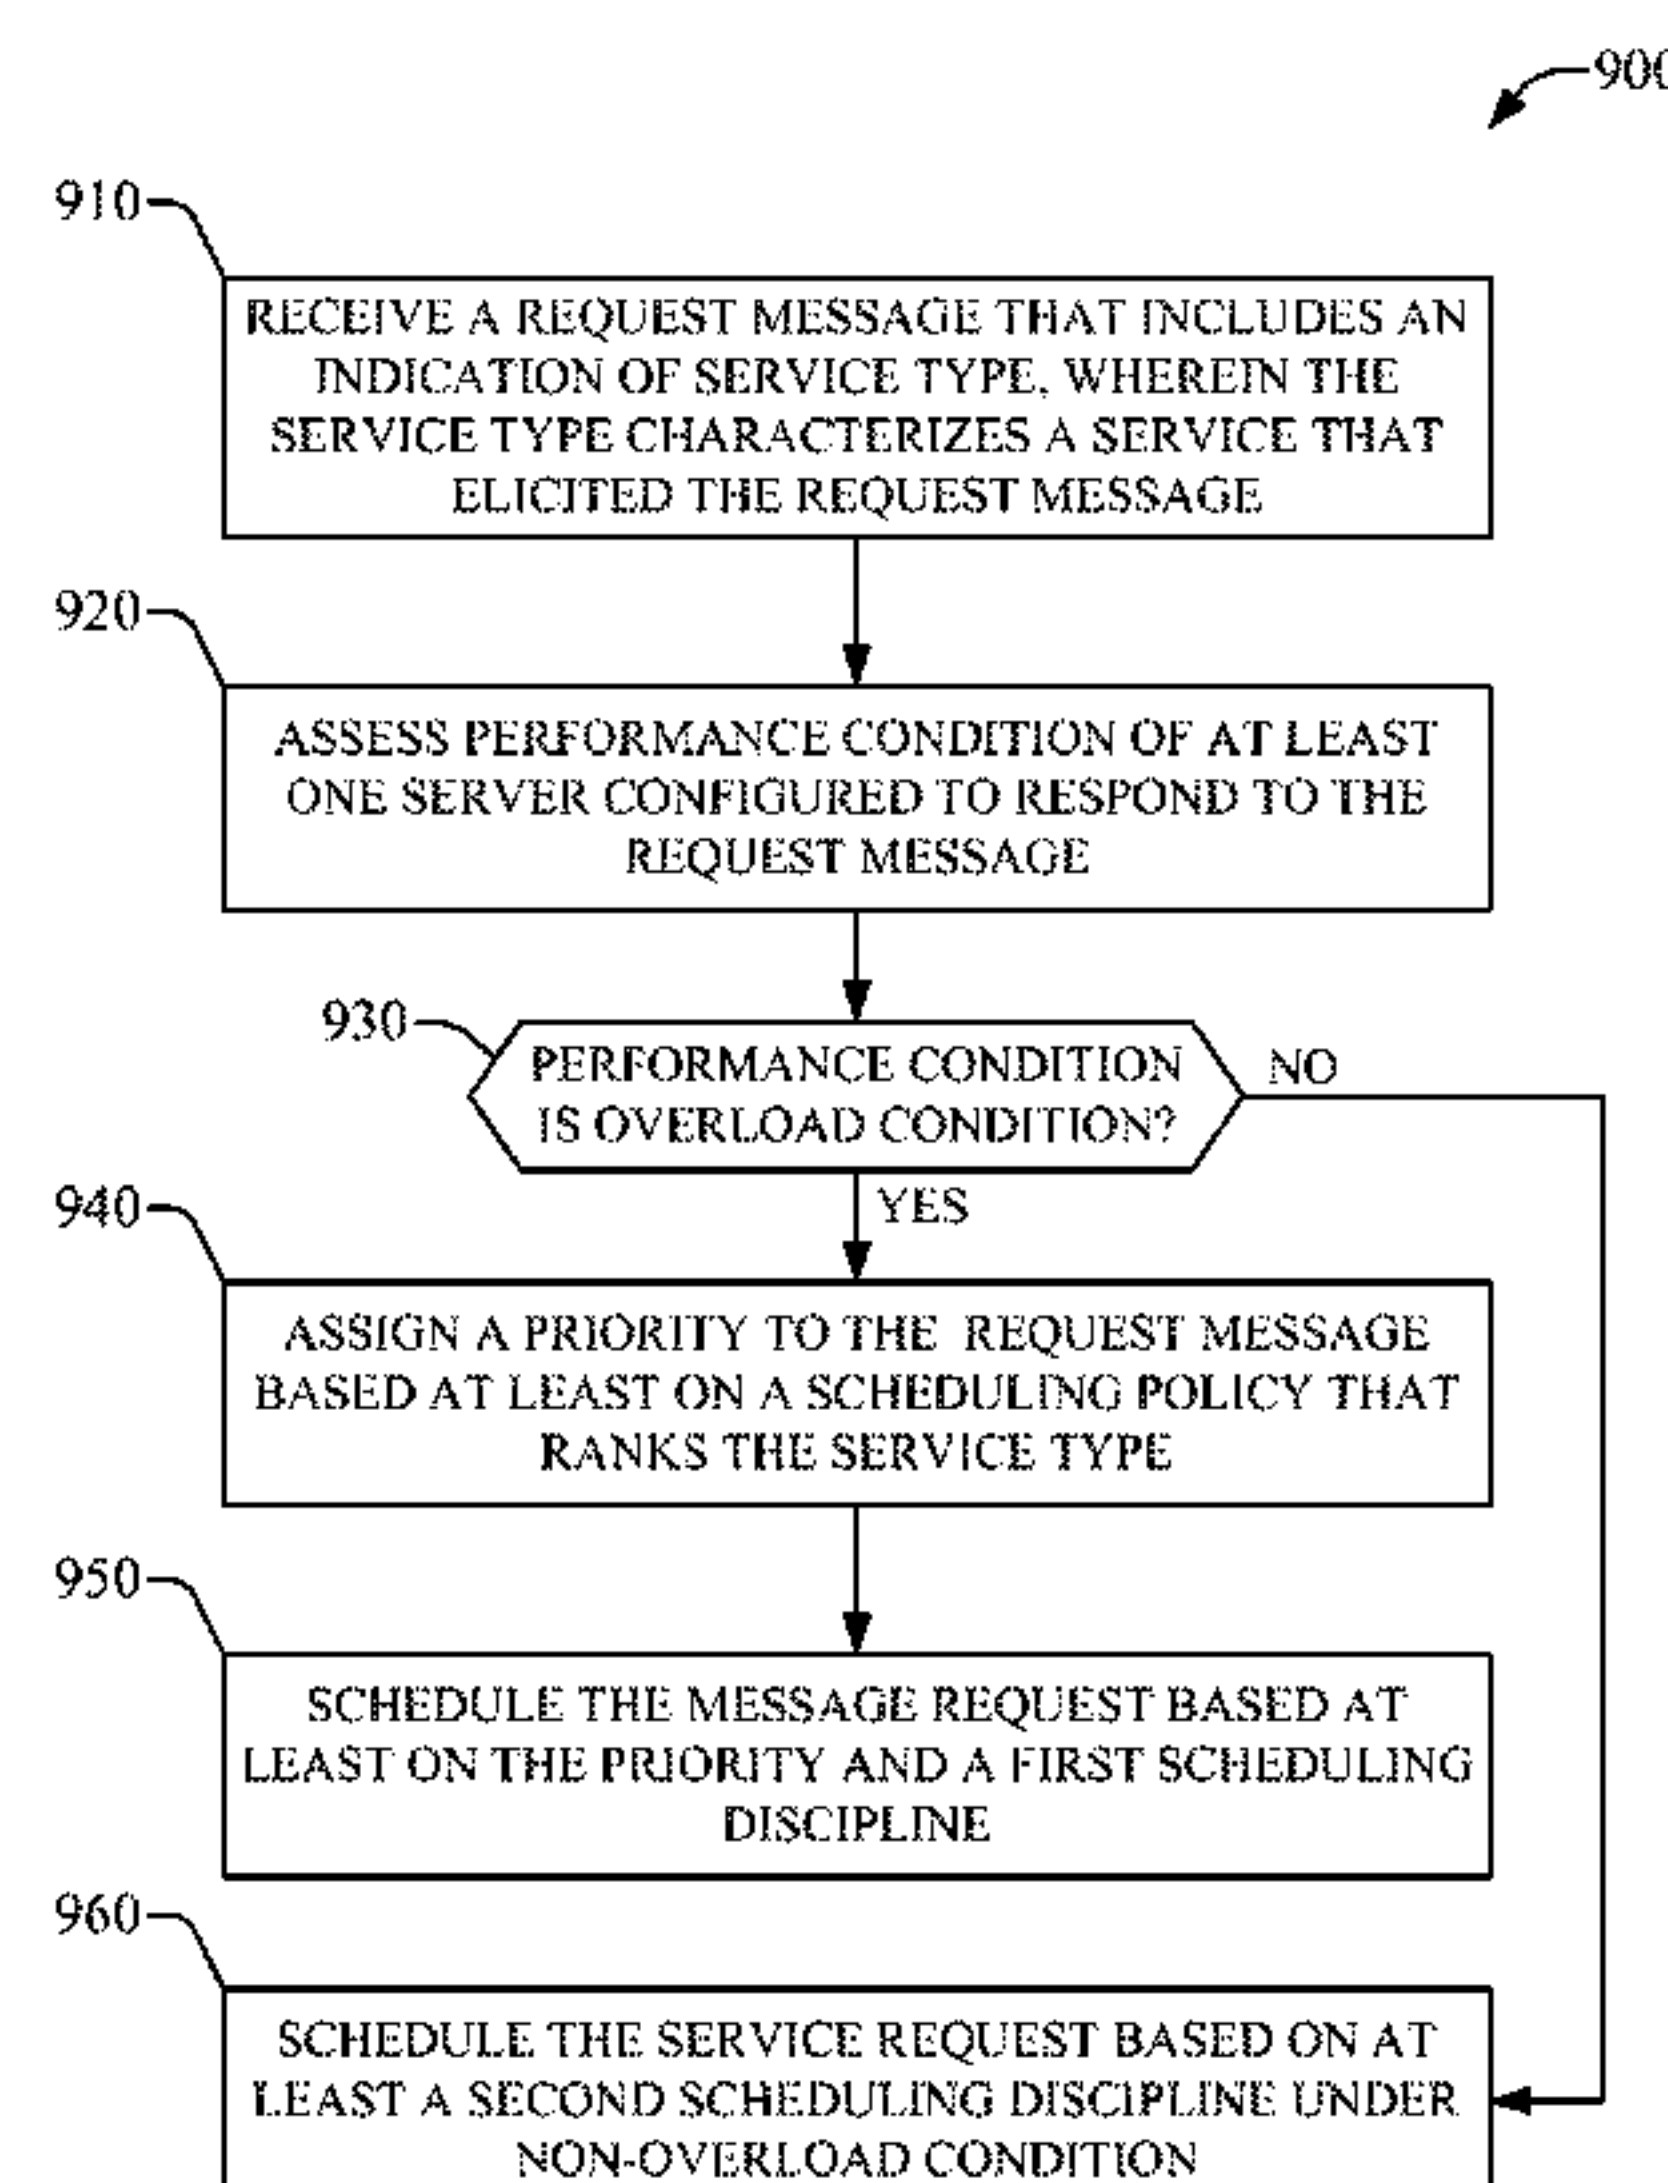 900
910
RECEIVE A REQUEST MESSAGE THAT INCLUDES AN
INDICATION OF SERVICE TYPE, WHEREIN THE
SERVICE TYPE CHARACTERIZES A SERVICE THAT
ELICITED THE REQUEST MESSAGE
920
ASSESS PERFORMANCE CONDITION OF AT LEAST
ONE SERVER CONFIGURED TO RESPOND TO THE
REQUEST MESSAGE
930
PERFORMANCE CONDITION
IS OVERLOAD CONDITION?
NO
YES
940
ASSIGN A PRIORITY TO THE REQUEST MESSAGE
BASED AT LEAST ON A SCHEDULING POLICY THAT
RANKS THE SERVICE TYPE
950
SCHEDULE THE MESSAGE REQUEST BASED AT
LEAST ON THE PRIORITY AND A FIRST SCHEDULING
DISCIPLINE
960
SCHEDULE THE SERVICE REQUEST BASED ON AT
LEAST A SECOND SCHEDULING DISCIPLINE UNDER
NON-OVERLOAD CONDITION